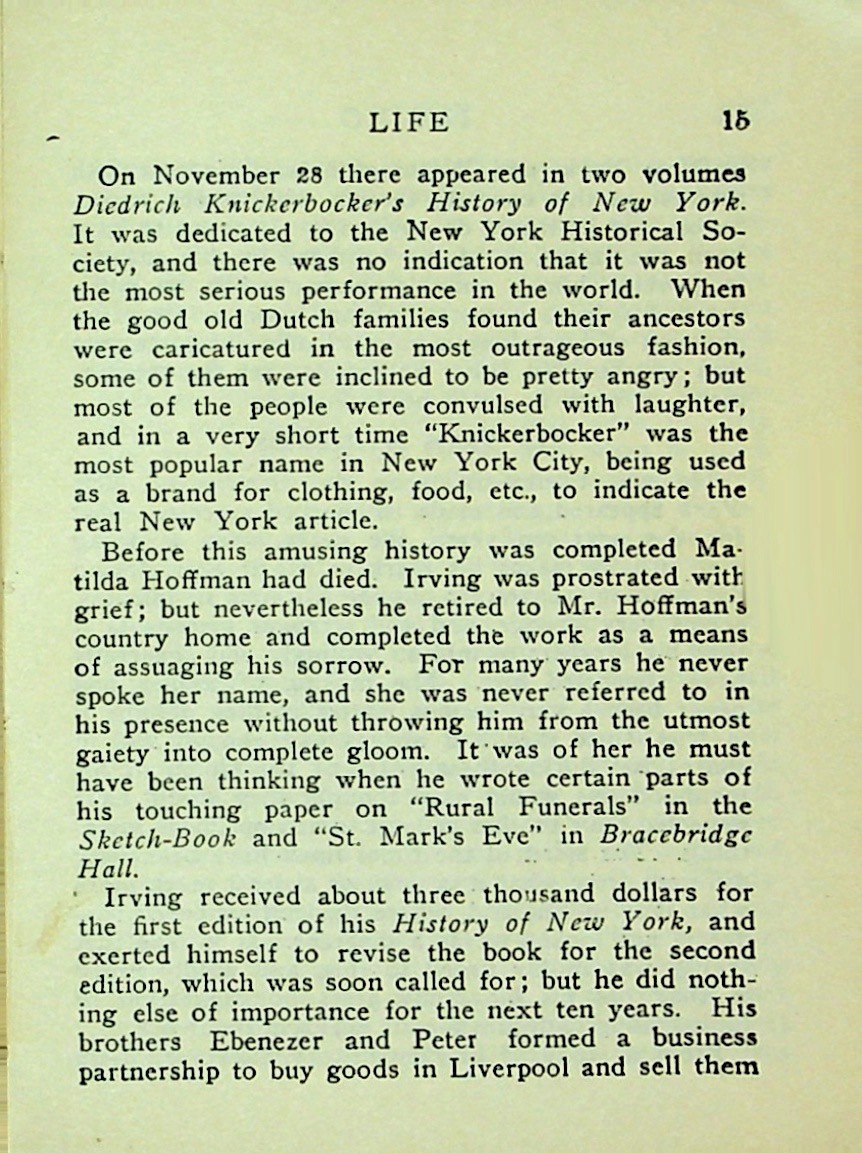 LIFE 15
On November 28 there appeared in two volumes
Diedrich Knickerbocker's History of New York.
It was dedicated to the New York Historical So-
ciety, and there was no indication that it was not
the most serious performance in the world. When
the good old Dutch families found their ancestors
were caricatured in the most outrageous fashion,
some of them were inclined to be pretty angry; but
most of the people were convulsed with laughter,
and in a very short time “Knickerbocker” was the
most popular name in New York City, being used
as a brand for clothing, food, etc., to indicate the
real New York article.
Before this amusing history was completed Ma-
tilda Hoffman had died. Irving was prostrated with
grief; but nevertheless he retired to Mr. Hoffman's
country home and completed the work as a means
of assuaging his sorrow. For many years he never
spoke her name, and she was never referred to in
his presence without throwing him from the utmost
gaiety into complete gloom. It was of her he must
have been thinking when he wrote certain parts of
his touching paper on “Rural Funerals” in the
Sketch-Book and “St. Mark's Eve” in Bracebridge
Hall.
Irving received about three thousand dollars for
the first edition of his History of New York, and
exerted himself to revise the book for the second
edition, which was soon called for; but he did noth-
ing else of importance for the next ten years. His
brothers Ebenezer and Peter formed a business
partnership to buy goods in Liverpool and sell them